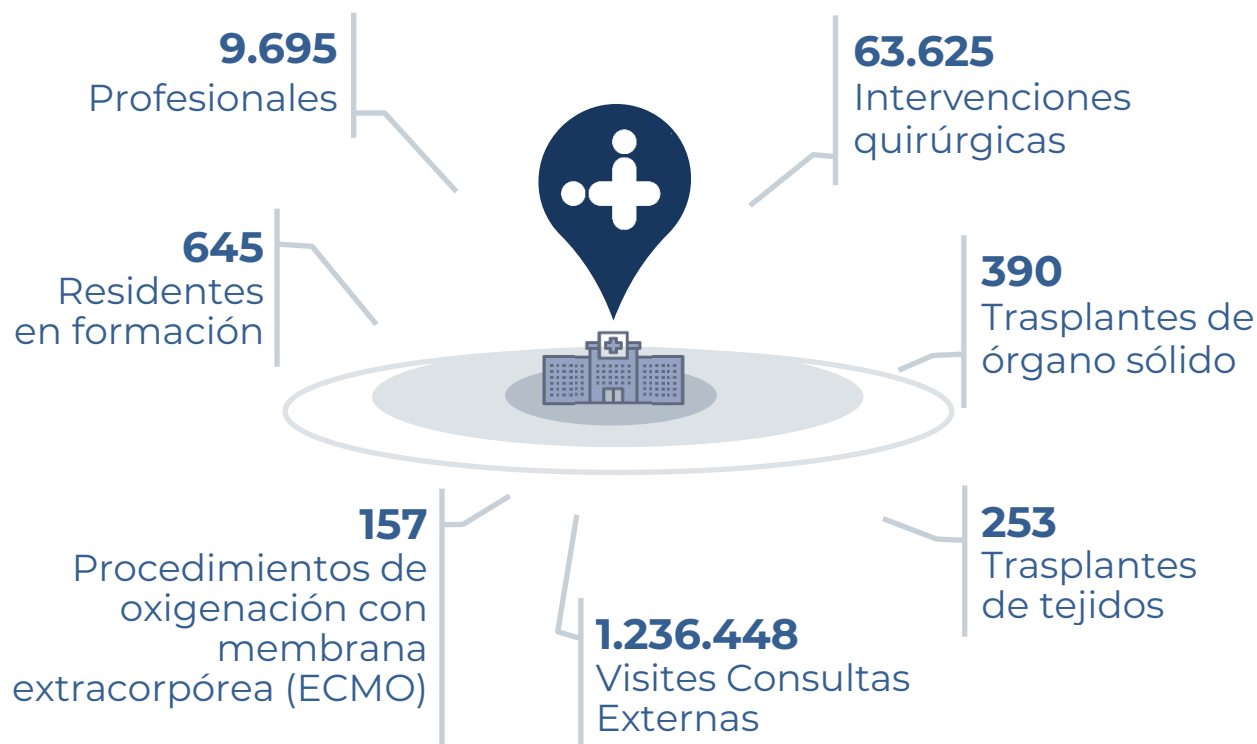 9.695
Profesionales
63.625
Intervenciones
quirúrgicas
645
Residentes
en formación
390
Trasplantes de
órgano sólido
157
Procedimientos de
oxigenación con
membrana
extracorpórea (ECMO)
1.236.448
Visites Consultas
Externas
253
Trasplantes
de tejidos